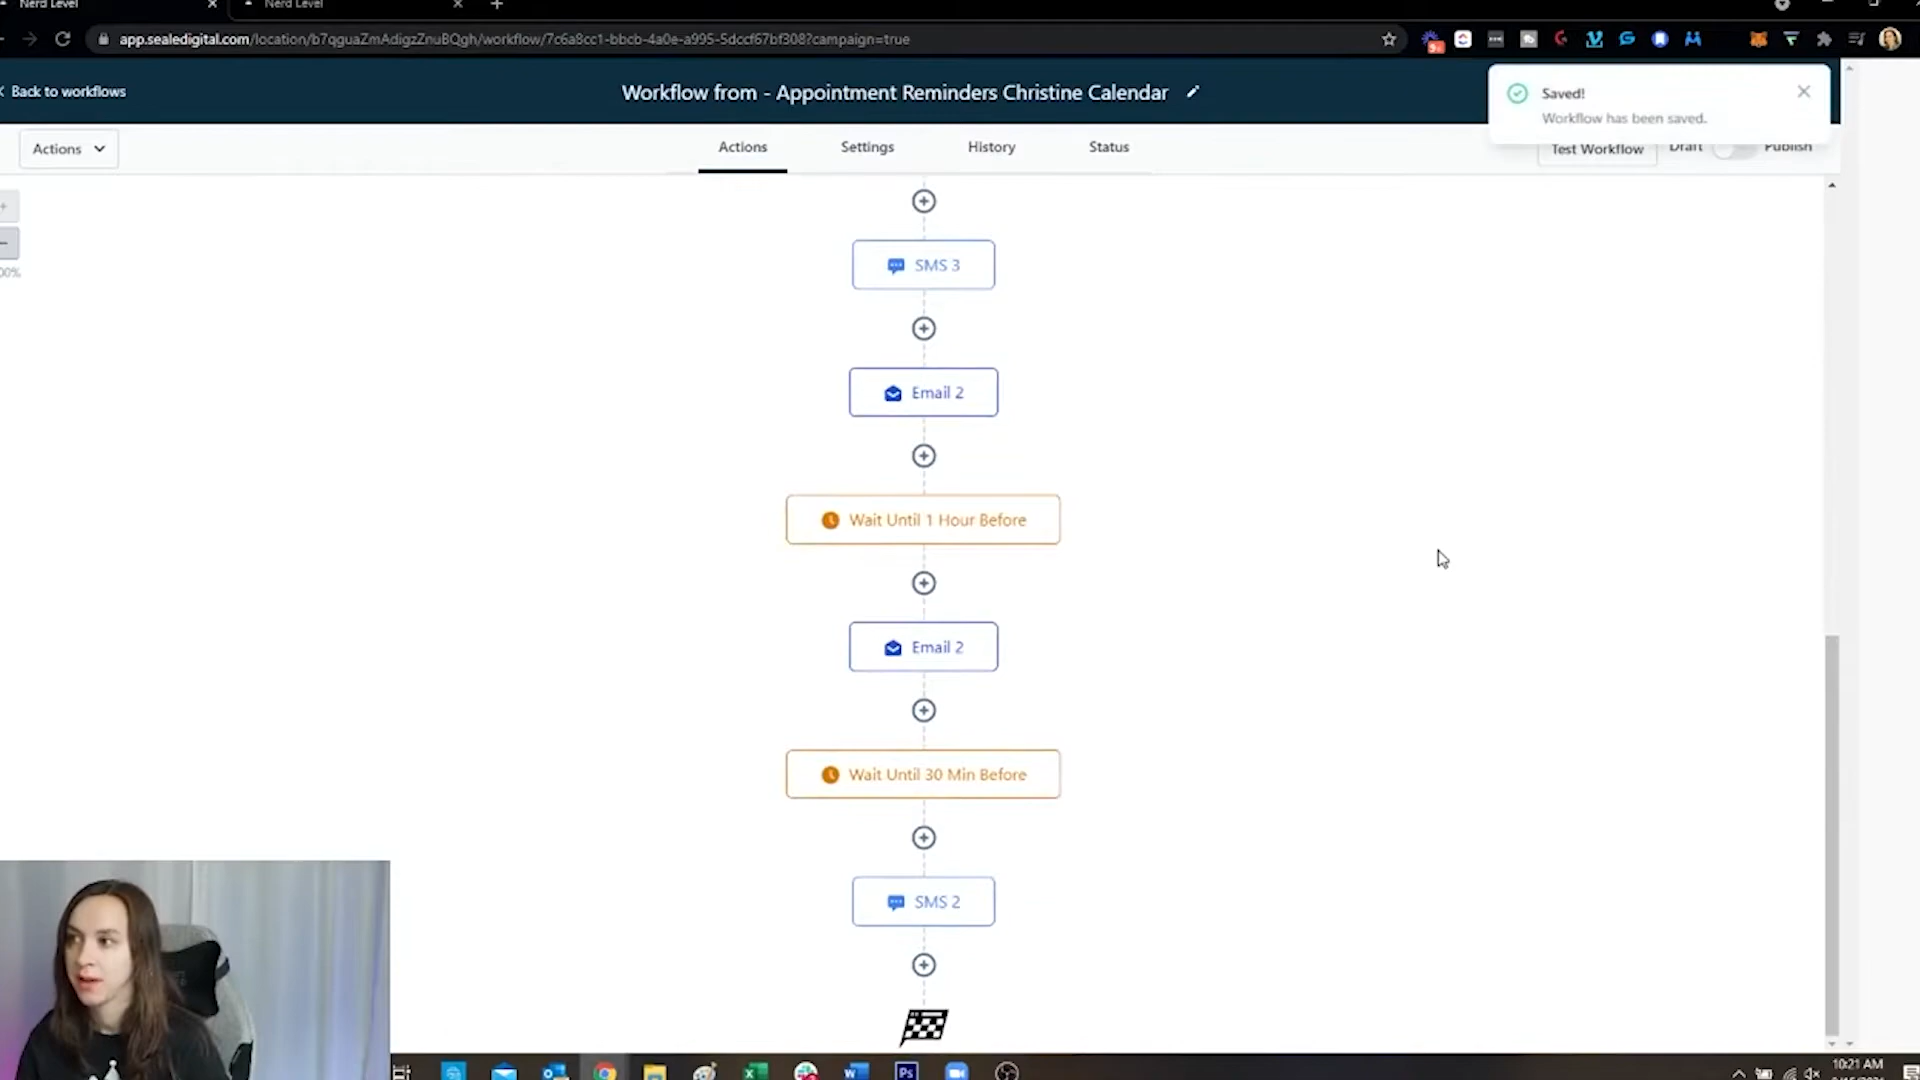 Nerd Level
Nerd Level
app.sealedigital.com/location/b7qguaZmAdigzZnuBQgh/workflow/7c6a8cc1-bbcb-4a0e-a995-5dccf67bf308?campaign=true
Back to workflows
Workflow from - Appointment Reminders Christine Calendar
Saved!
Workflow has been saved.
Actions
Actions
Settings
History
Status
Test Workflow
Draft
Publish
SMS 3
Email 2
Wait Until 1 Hour Before
Email 2
Wait Until 30 Min Before
SMS 2
10:21 AM